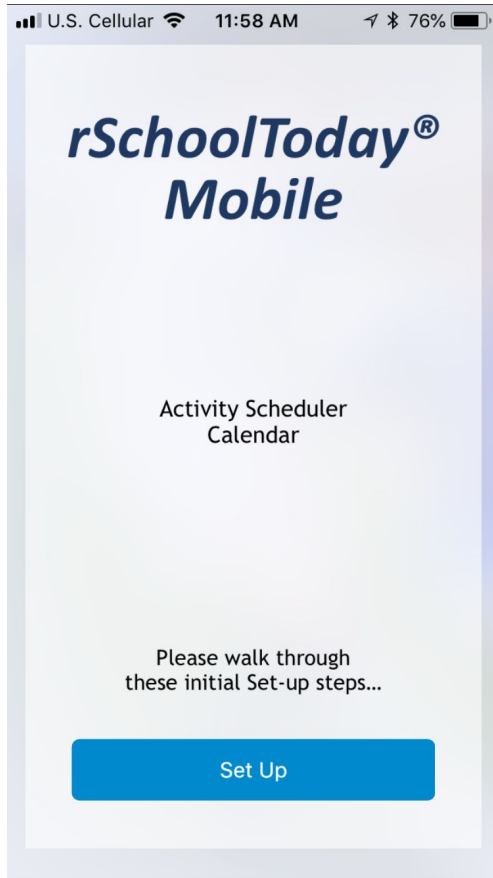 U.S. Cellular 11:58 AM 76%
rSchoolToday®
Mobile
Activity Scheduler
Calendar
Please walk through
these initial Set-up steps...
Set Up